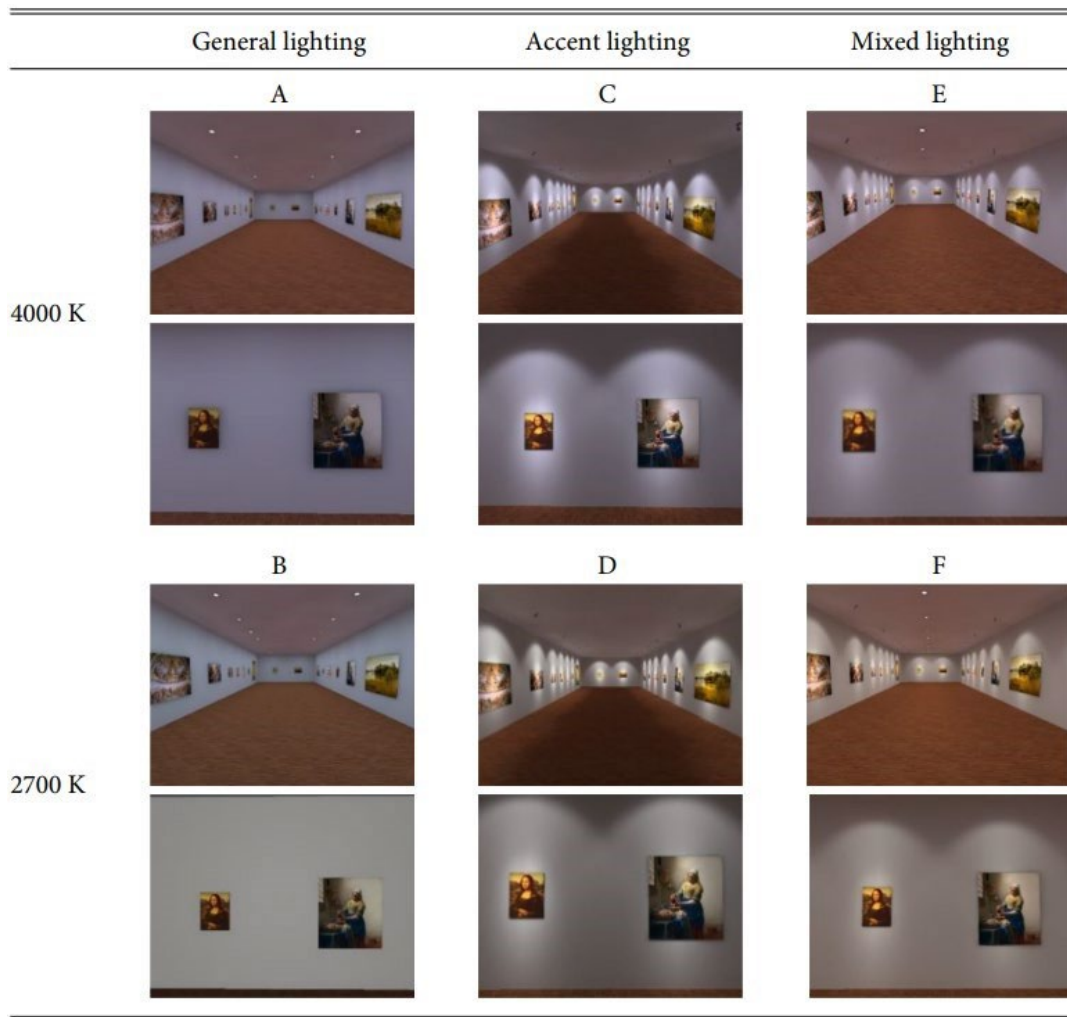 General lighting Accent lighting Mixed lighting
A C E
4000 K
B D F
2700 K